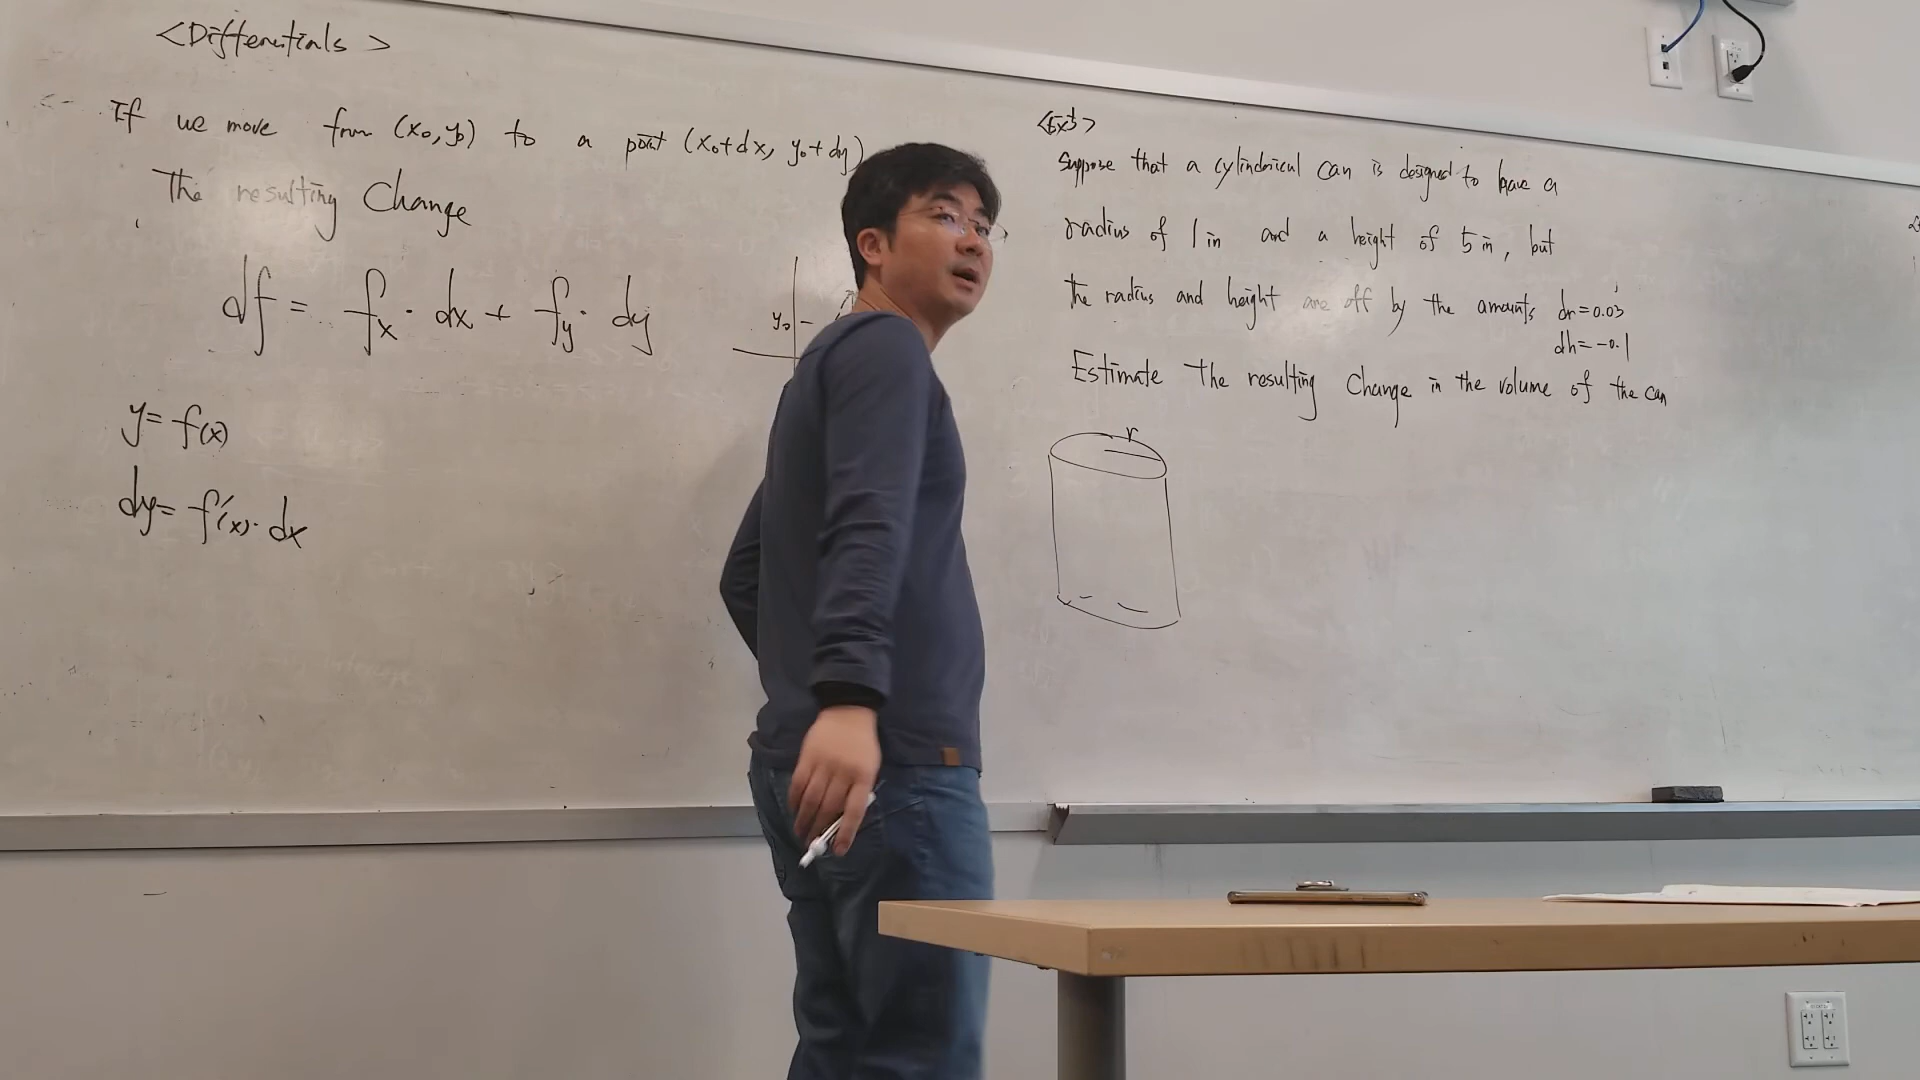 <Differentials>
If we move from (x₀, y₀) to a point (x₀+dx, y₀+dy)
The resulting Change
df = fx · dx + fy · dy
y = f(x)
dy = f'(x) · dx
y₀
Suppose that a cylindrical can is designed to have a
radius of 1 in and a height of 5 in, but
the radius and height are off by the amounts dr = 0.03
dh = -0.1
Estimate the resulting Change in the volume of the can
r